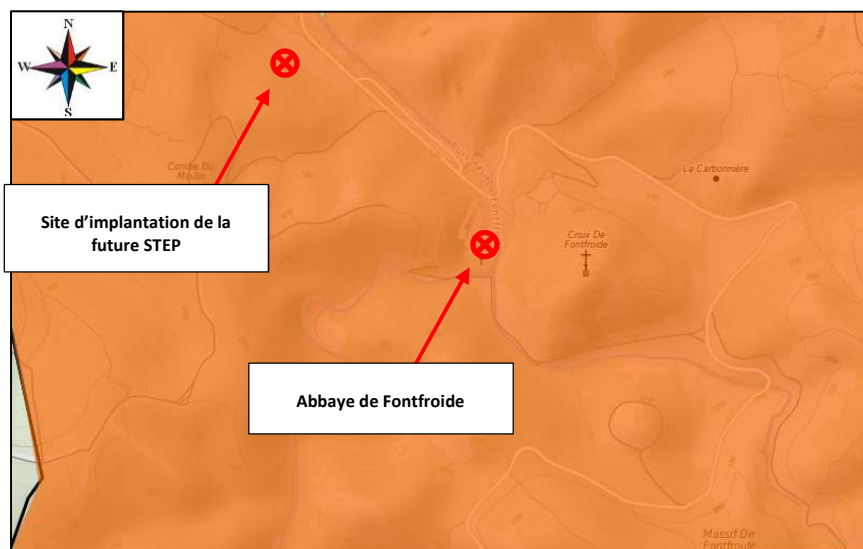 N
W E
S
Combe Du
Moulin
La Carbonnière
Site d'implantation de la
future STEP
Croix De
Fontfroide
Abbaye de Fontfroide
Massif De
Fontfroide